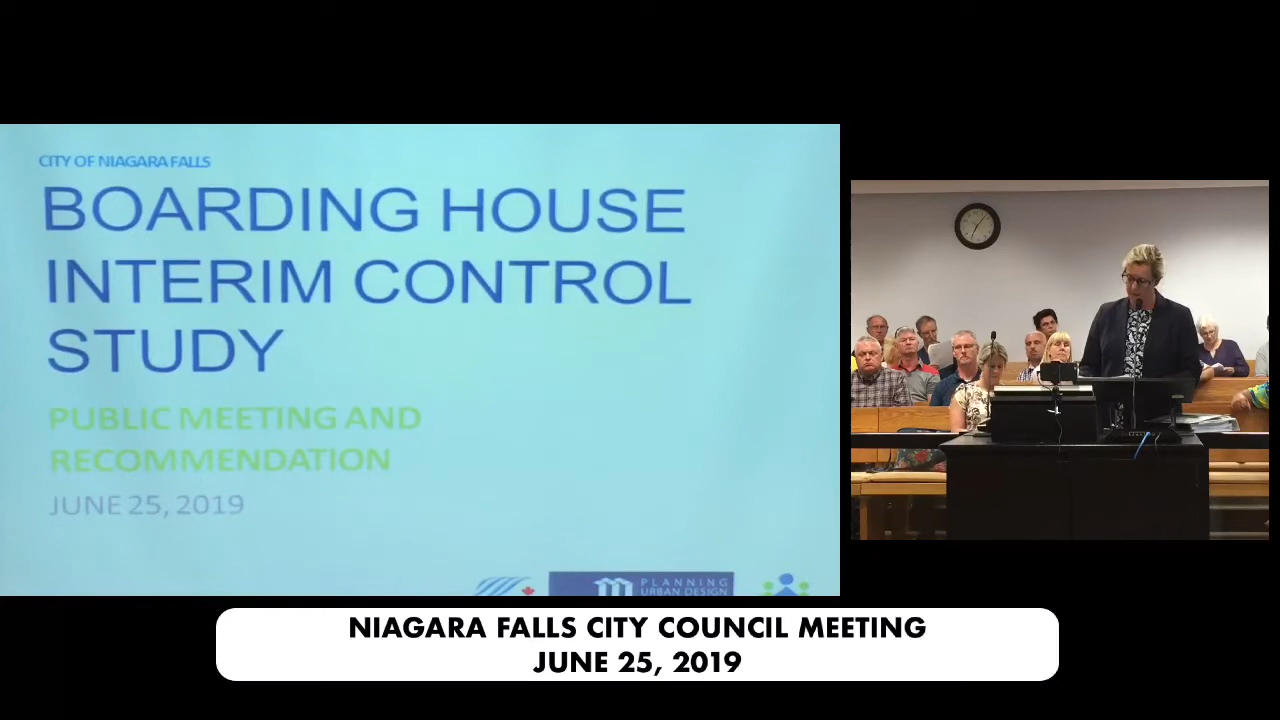 CITY OF NIAGARA FALLS
BOARDING HOUSE
INTERIM CONTROL
STUDY
PUBLIC MEETING AND
RECOMMENDATION
JUNE 25, 2019
PLANNING
URBAN DESIGN
NIAGARA FALLS CITY COUNCIL MEETING
JUNE 25, 2019